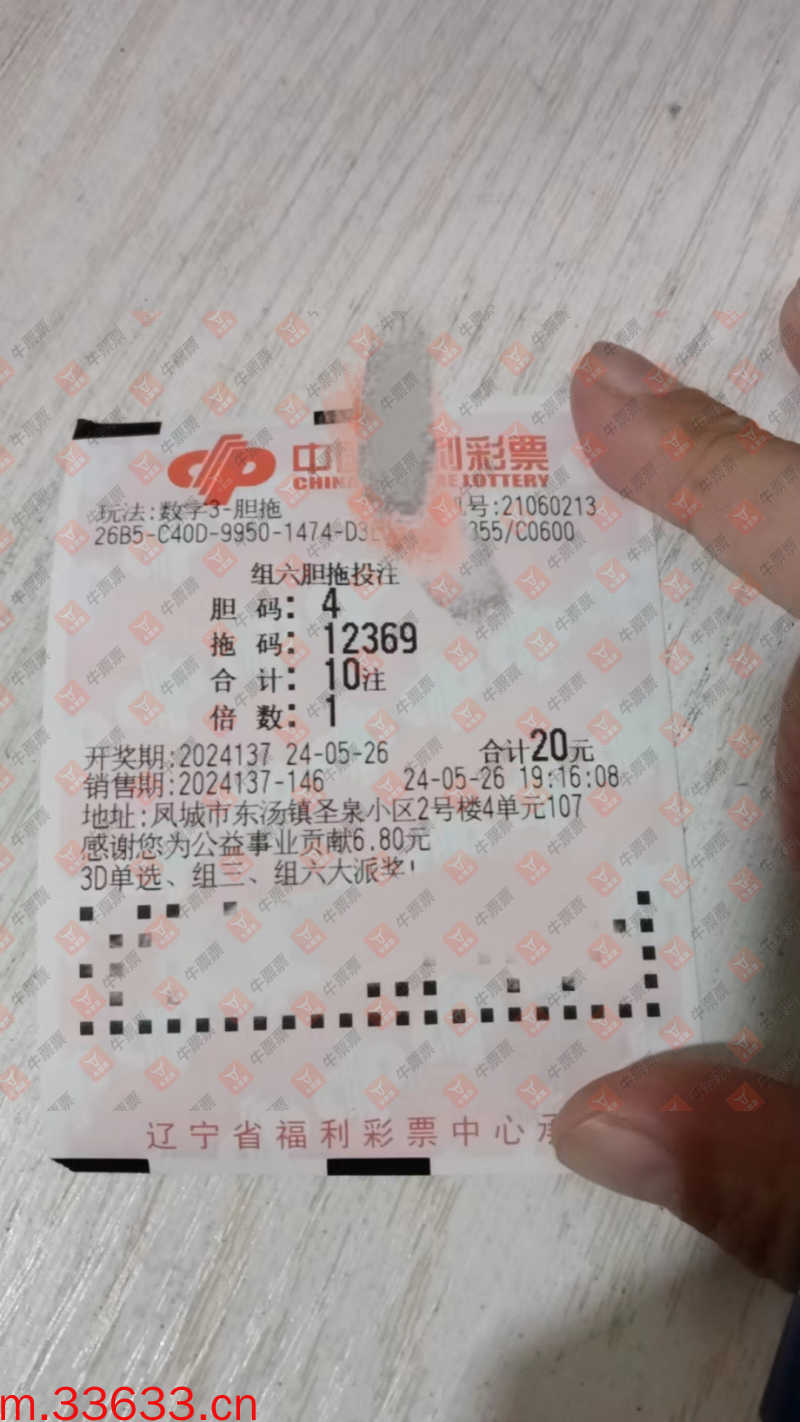 中 利彩票
CHIN E LOTTERY
玩法:数字3-胆拖 号:21060213
26B5-C40D-9950-1474-D3 355/C0600
组六胆拖投注
胆 码: 4
拖 码: 12369
合 计: 10注
倍 数: 1
开奖期:2024137 24-05-26 合计20元
销售期:2024137-146 24-05-26 19:16:08
地址:凤城市东汤镇圣泉小区2号楼4单元107
感谢您为公益事业贡献6.80元
3D单选、组三、组六大派奖!
辽宁省福利彩票中心
牛票票
m.33633.cn